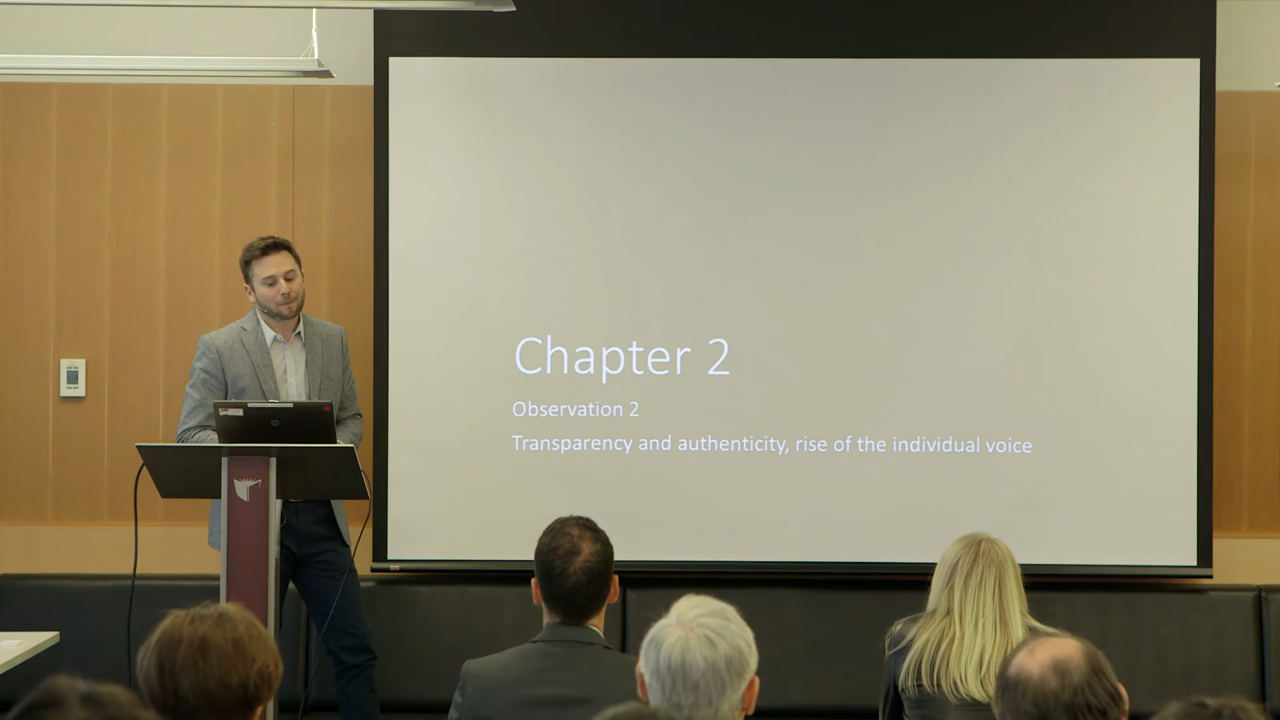 Chapter 2
Observation 2
Transparency and authenticity, rise of the individual voice